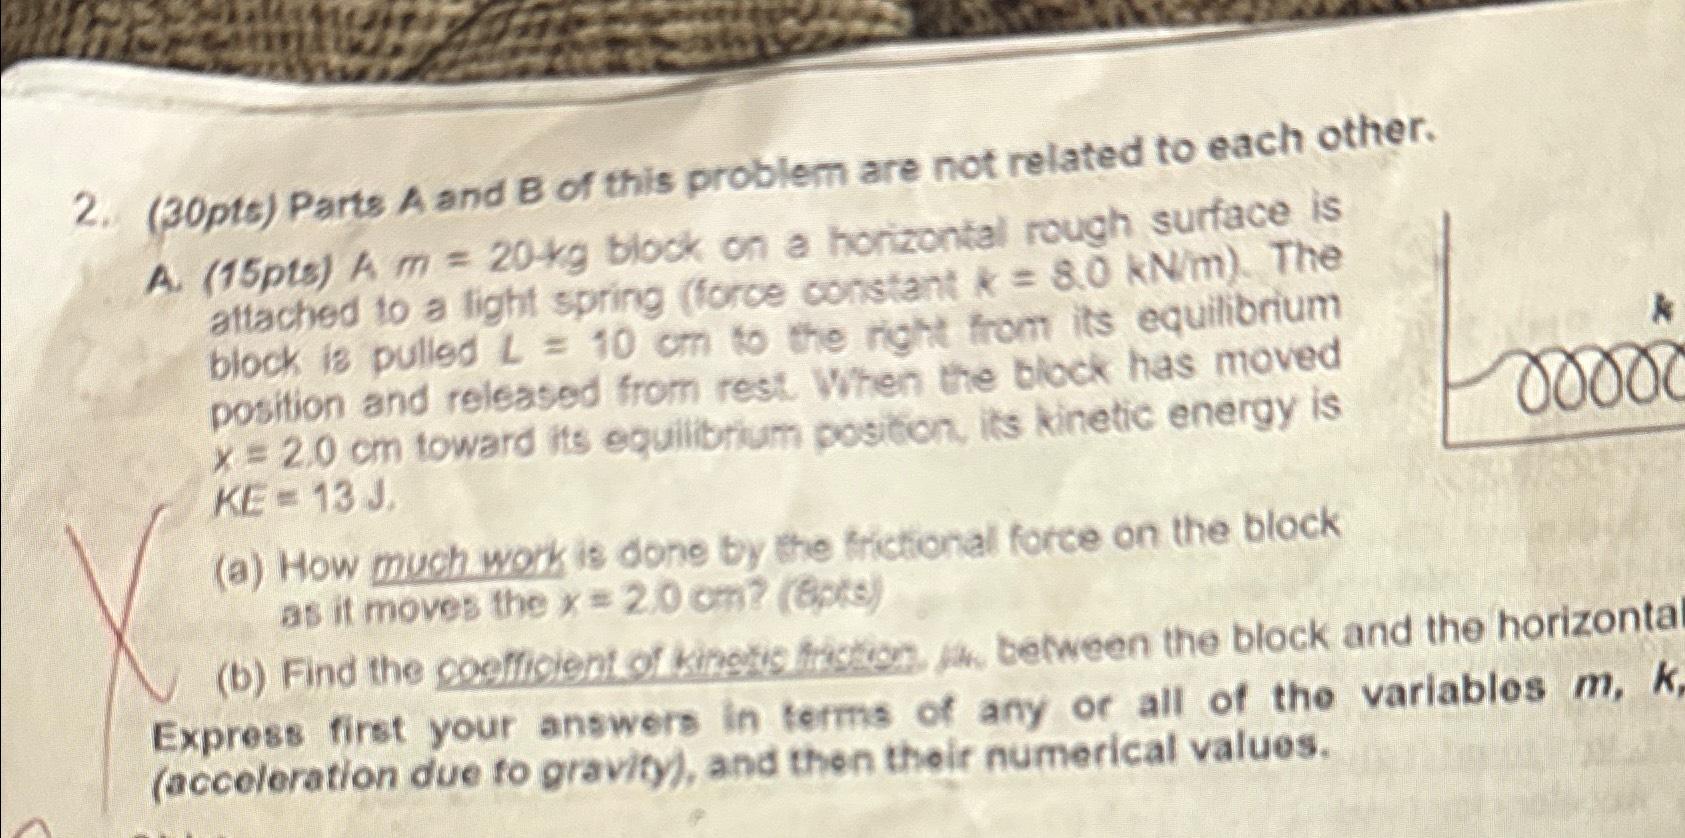 2. (30pts) Parts A and B of this problem are not related to each other.
A. (15pts) A m = 20-kg block on a horizontal rough surface is
attached to a light spring (force constant k = 8.0 kN/m). The
block is pulled L = 10 cm to the right from its equilibrium
position and released from rest. When the block has moved
x = 2.0 cm toward its equilibrium position, its kinetic energy is
KE = 13 J.
k
(a) How much work is done by the frictional force on the block
as it moves the x = 2.0 cm? (8pts)
(b) Find the coefficient of kinetic friction, μₖ, between the block and the horizontal
Express first your answers in terms of any or all of the variables m, k,
(acceleration due to gravity), and then their numerical values.